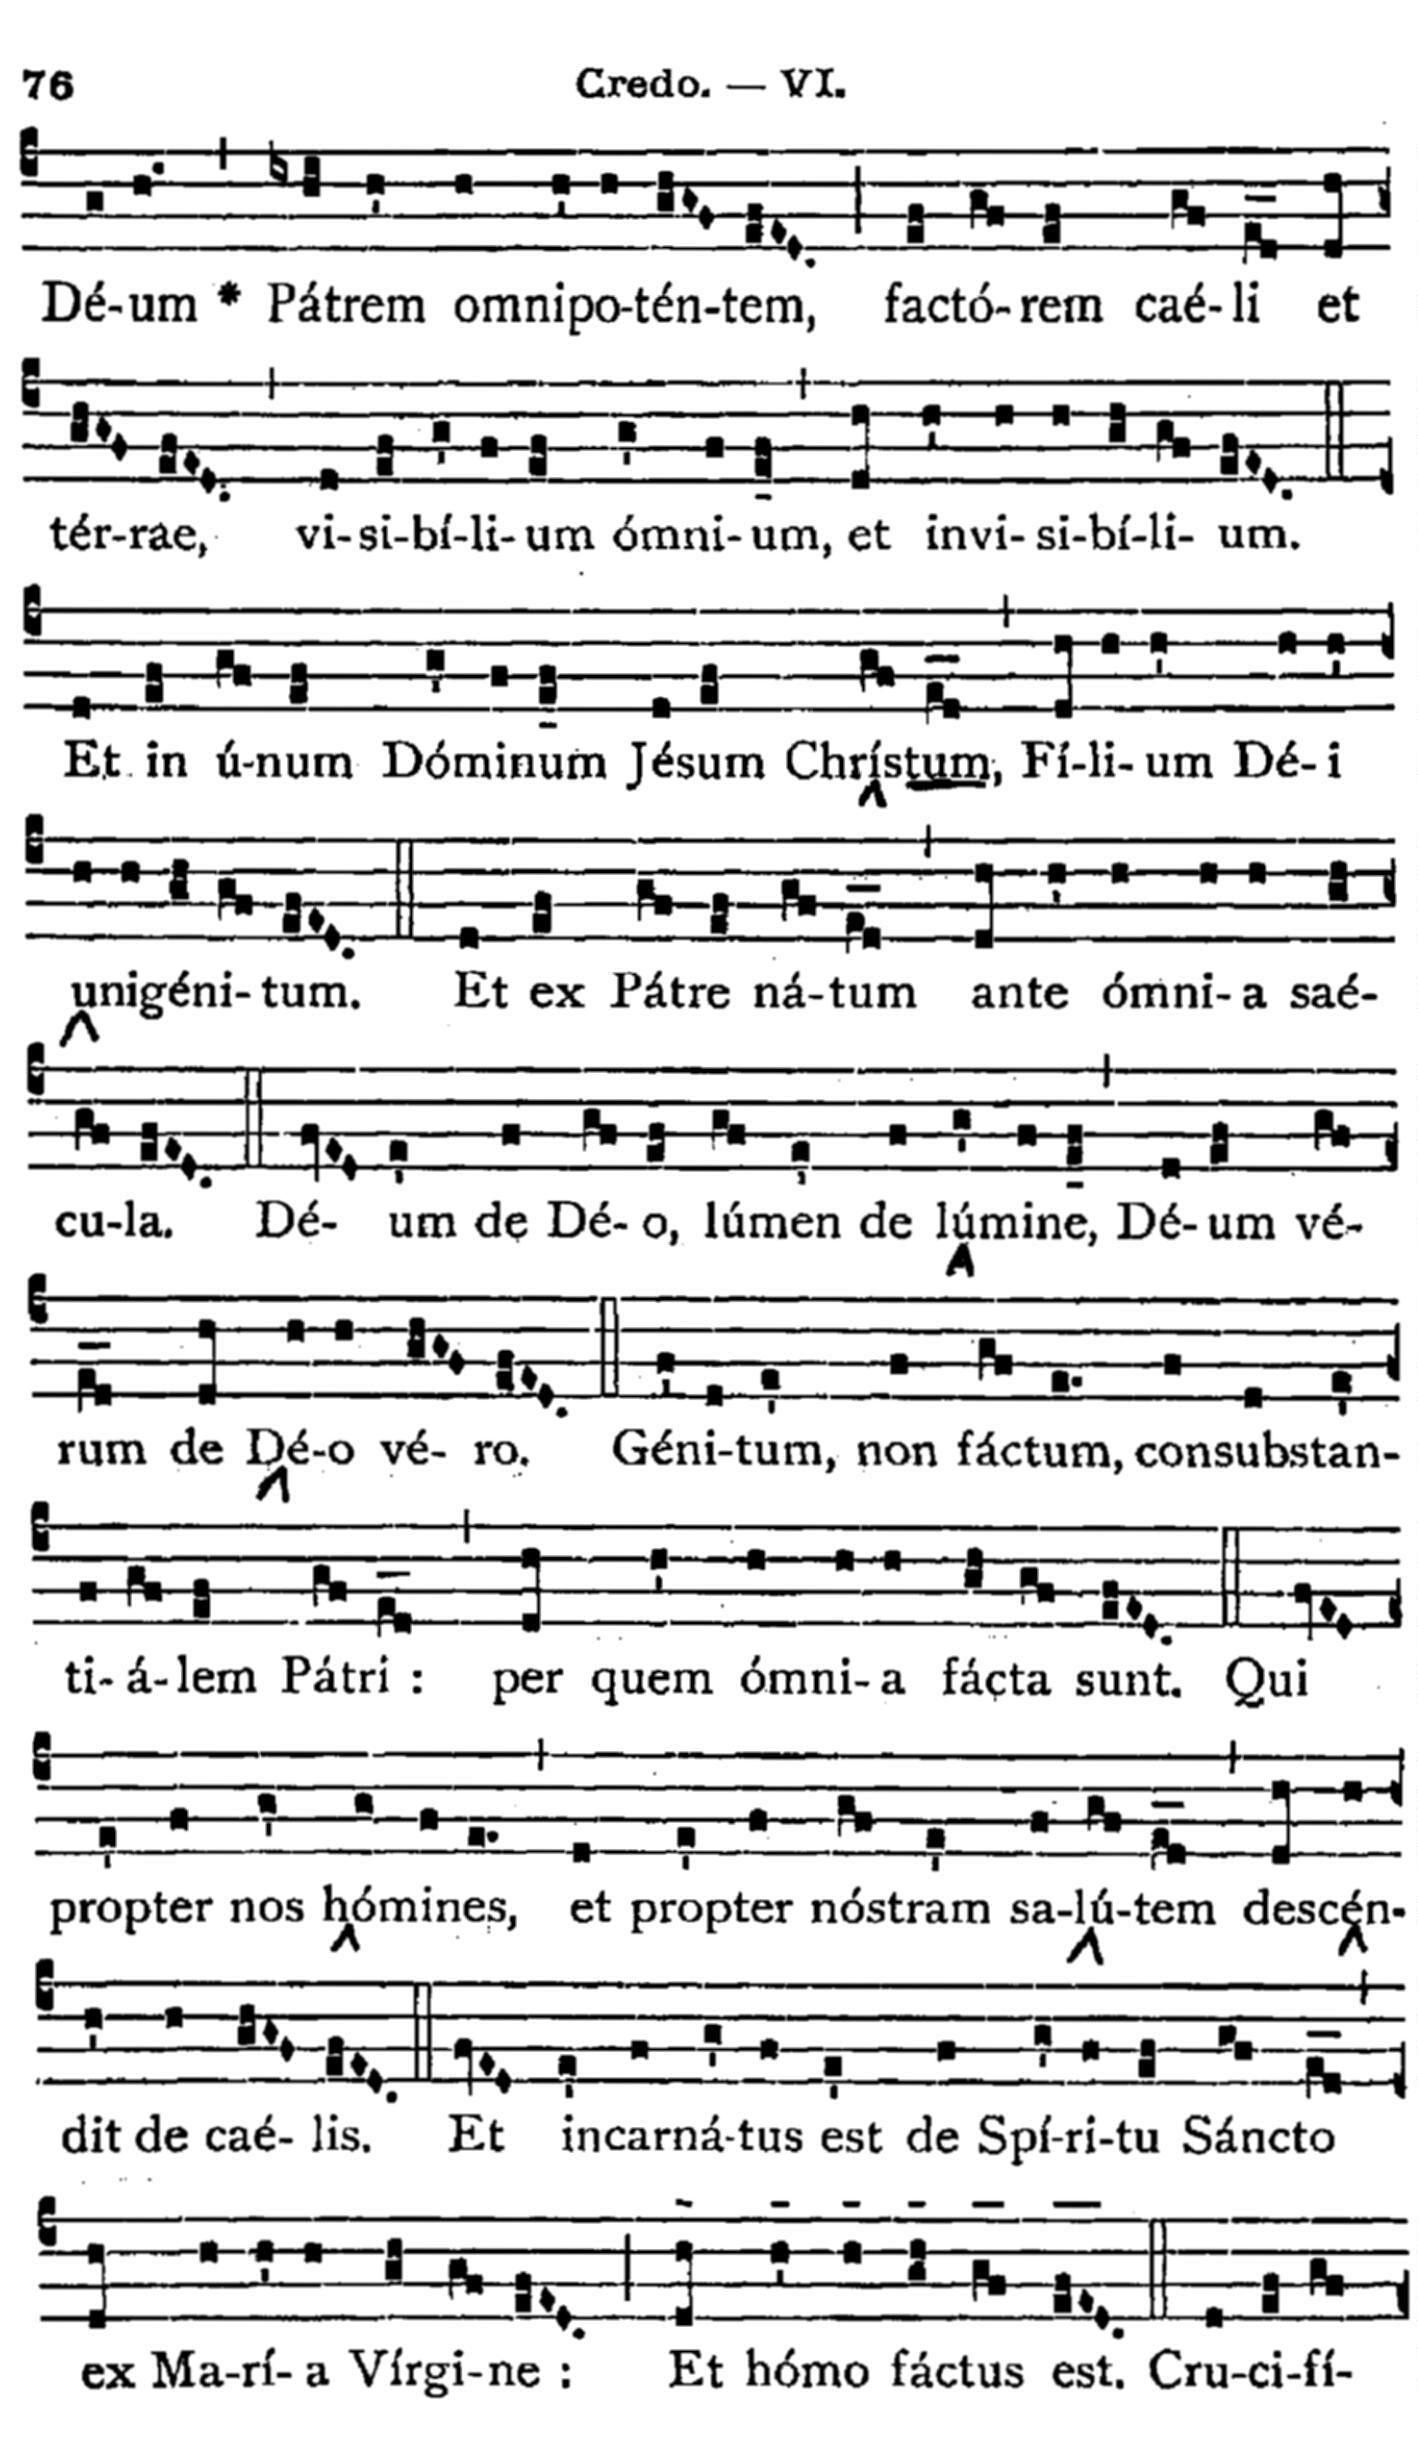 76 Credo. — VI.
Dé-um * Pátrem omnipo-tén-tem, factó-rem caé-li et
tér-rae, vi-si-bí-li-um ómni-um, et invi-si-bí-li- um.
Et in ú-num Dóminum Jésum Chrístum, Fí-li-um Dé-i
unigéni-tum. Et ex Pátre ná-tum ante ómni-a saé-
cu-la. Dé- um de Dé-o, lúmen de lúmine, Dé-um vé-
rum de Dé-o vé- ro. Géni-tum, non fáctum, consubstan-
ti-á-lem Pátri : per quem ómni-a fácta sunt. Qui
propter nos hómines, et propter nóstram sa-lú-tem descén-
dit de caé- lis. Et incarná-tus est de Spí-ri-tu Sáncto
ex Ma-rí-a Vírgi-ne : Et hómo fáctus est. Cru-ci-fí-